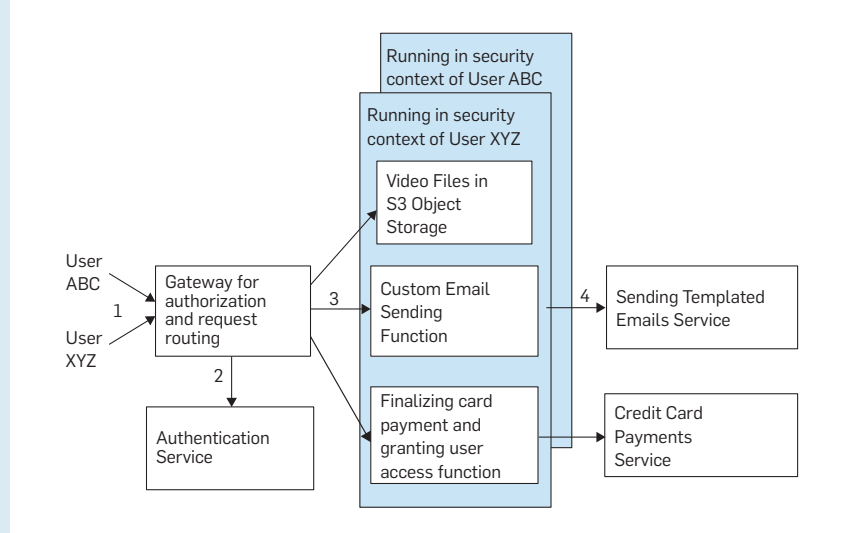 Running in security
context of User ABC
Running in security
context of User XYZ
Video Files in
S3 Object
Storage
User
ABC
1
User
XYZ
Gateway for
authorization
and request
routing
3
Custom Email
Sending
Function
4
Sending Templated
Emails Service
2
Authentication
Service
Finalizing card
payment and
granting user
access function
Credit Card
Payments
Service